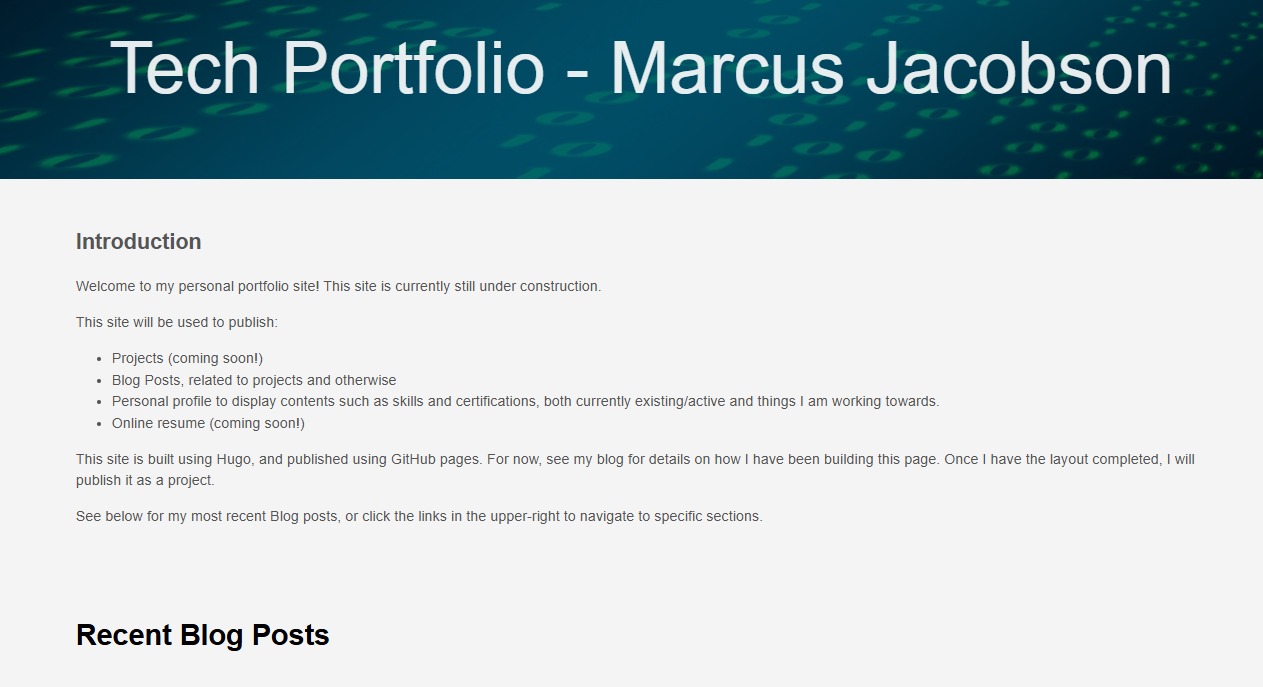 Tech Portfolio - Marcus Jacobson
Introduction
Welcome to my personal portfolio site! This site is currently still under construction.
This site will be used to publish:
• Projects (coming soon!)
• Blog Posts, related to projects and otherwise
• Personal profile to display contents such as skills and certifications, both currently existing/active and things I am working towards.
• Online resume (coming soon!)
This site is built using Hugo, and published using GitHub pages. For now, see my blog for details on how I have been building this page. Once I have the layout completed, I will
publish it as a project.
See below for my most recent Blog posts, or click the links in the upper-right to navigate to specific sections.
Recent Blog Posts